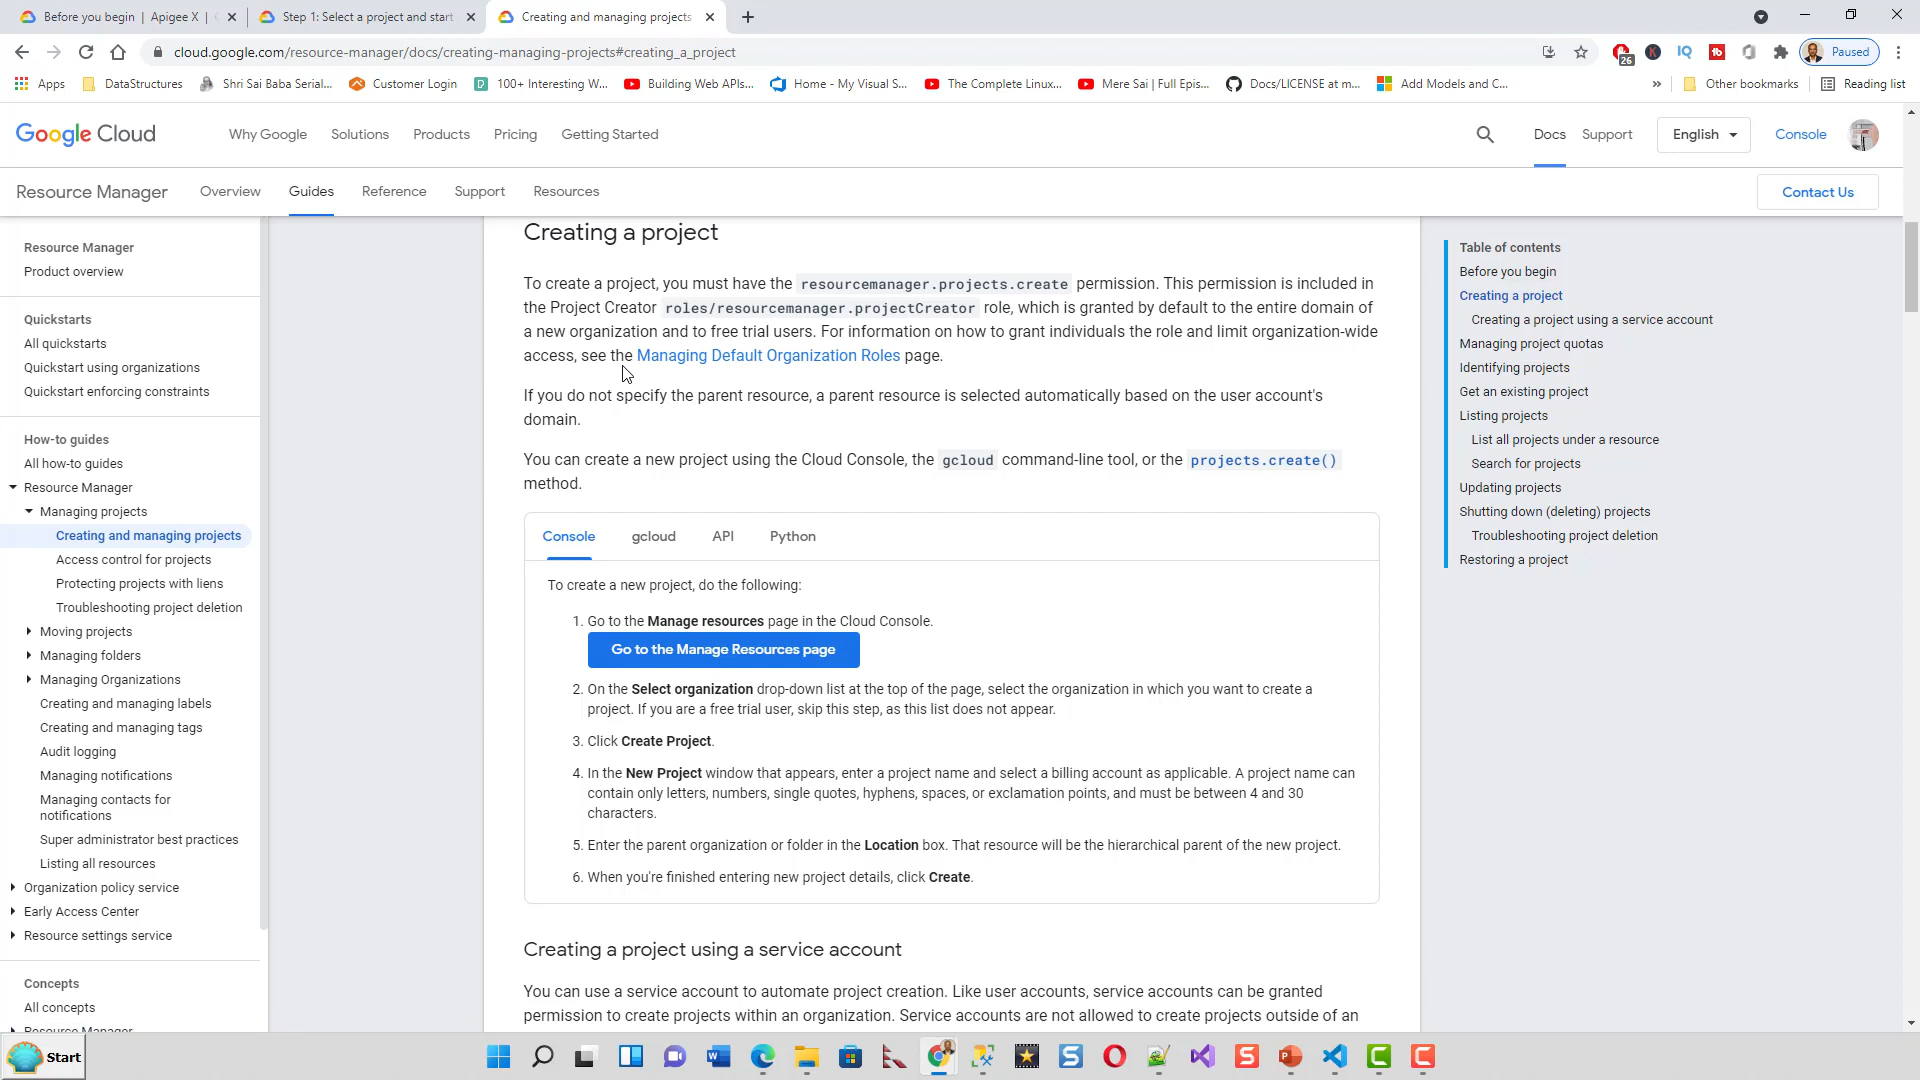 Before you begin | Apigee X |
Step 1: Select a project and start
Creating and managing projects
cloud.google.com/resource-manager/docs/creating-managing-projects#creating_a_project
26
Paused
Apps
DataStructures
Shri Sai Baba Serial...
Customer Login
100+ Interesting W...
Building Web APIs...
Home - My Visual S...
The Complete Linux...
Mere Sai | Full Epis...
Docs/LICENSE at m...
Add Models and C...
»
Other bookmarks
Reading list
Google Cloud
Why Google
Solutions
Products
Pricing
Getting Started
Docs
Support
English
Console
Resource Manager
Overview
Guides
Reference
Support
Resources
Contact Us
Resource Manager
Product overview
Quickstarts
All quickstarts
Quickstart using organizations
Quickstart enforcing constraints
How-to guides
All how-to guides
Resource Manager
Managing projects
Creating and managing projects
Access control for projects
Protecting projects with liens
Troubleshooting project deletion
Moving projects
Managing folders
Managing Organizations
Creating and managing labels
Creating and managing tags
Audit logging
Managing notifications
Managing contacts for
notifications
Super administrator best practices
Listing all resources
Organization policy service
Early Access Center
Resource settings service
Concepts
All concepts
Resource Manager
Creating a project
To create a project, you must have the resourcemanager.projects.create permission. This permission is included in
the Project Creator roles/resourcemanager.projectCreator role, which is granted by default to the entire domain of
a new organization and to free trial users. For information on how to grant individuals the role and limit organization-wide
access, see the Managing Default Organization Roles page.
If you do not specify the parent resource, a parent resource is selected automatically based on the user account's
domain.
You can create a new project using the Cloud Console, the gcloud command-line tool, or the projects.create()
method.
Console
gcloud
API
Python
To create a new project, do the following:
1. Go to the Manage resources page in the Cloud Console.
Go to the Manage Resources page
2. On the Select organization drop-down list at the top of the page, select the organization in which you want to create a
project. If you are a free trial user, skip this step, as this list does not appear.
3. Click Create Project.
4. In the New Project window that appears, enter a project name and select a billing account as applicable. A project name can
contain only letters, numbers, single quotes, hyphens, spaces, or exclamation points, and must be between 4 and 30
characters.
5. Enter the parent organization or folder in the Location box. That resource will be the hierarchical parent of the new project.
6. When you're finished entering new project details, click Create.
Creating a project using a service account
You can use a service account to automate project creation. Like user accounts, service accounts can be granted
permission to create projects within an organization. Service accounts are not allowed to create projects outside of an
Table of contents
Before you begin
Creating a project
Creating a project using a service account
Managing project quotas
Identifying projects
Get an existing project
Listing projects
List all projects under a resource
Search for projects
Updating projects
Shutting down (deleting) projects
Troubleshooting project deletion
Restoring a project
Start